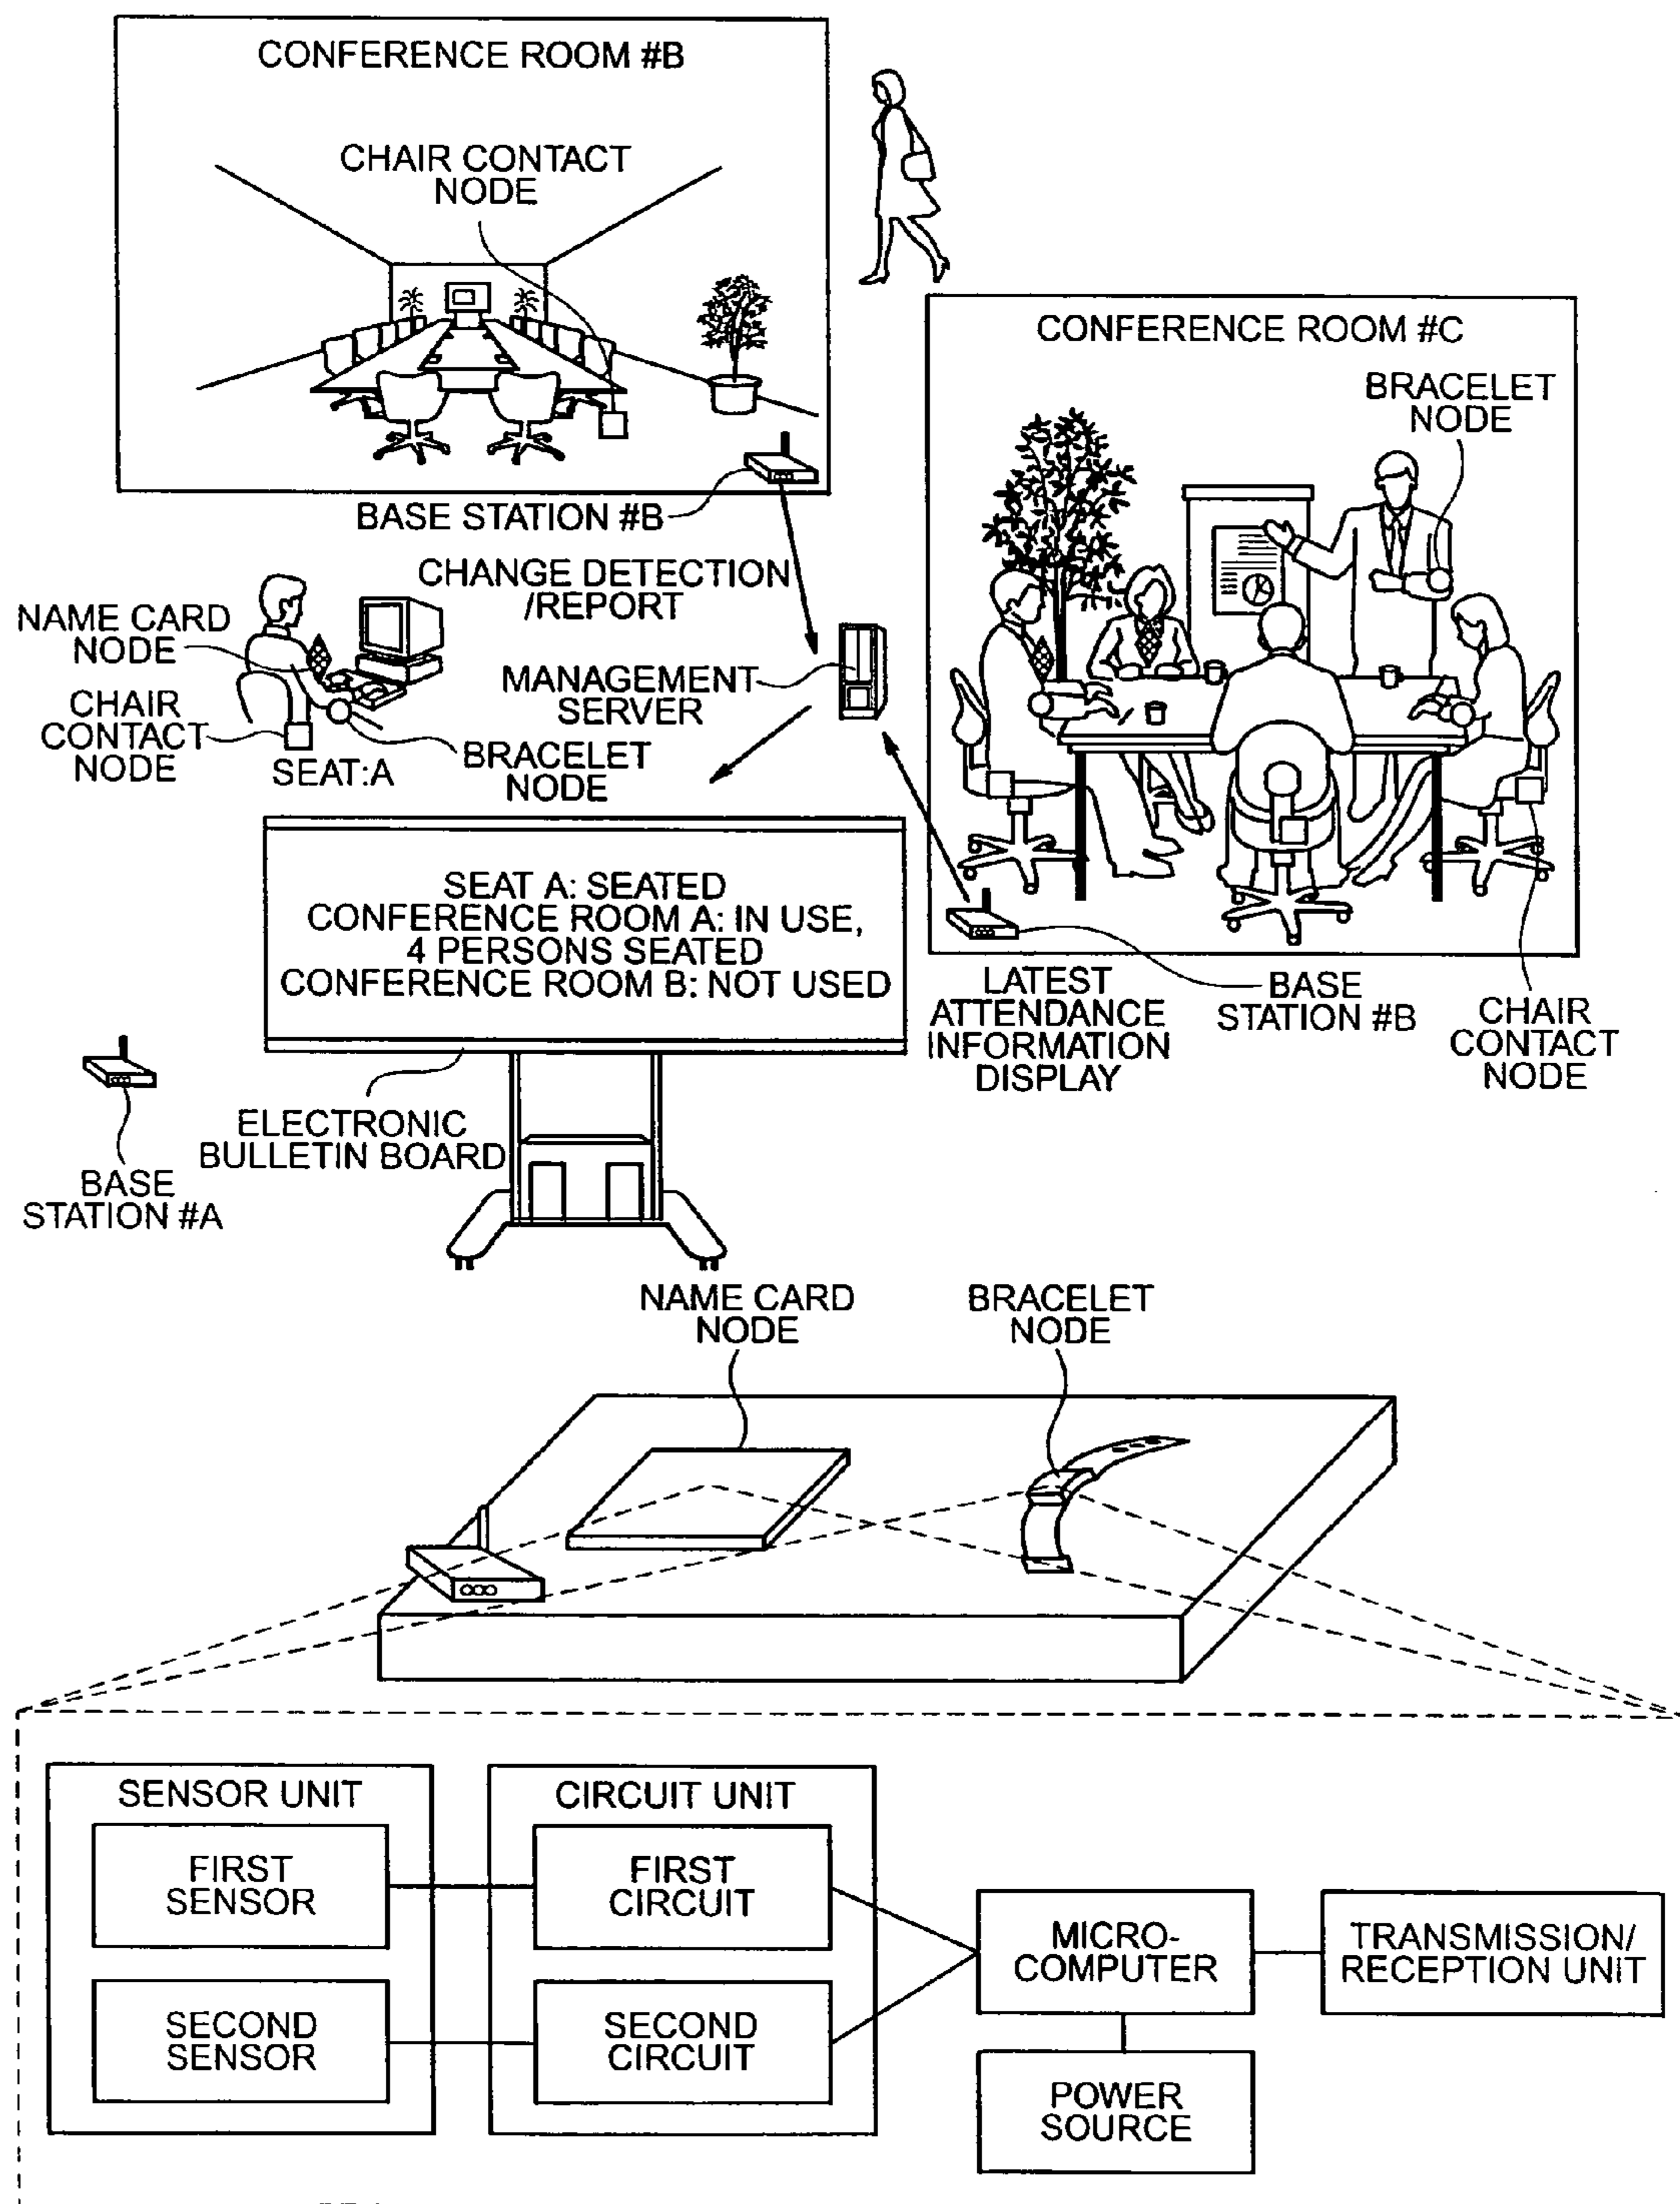 CONFERENCE ROOM #B
CHAIR CONTACT
NODE
CONFERENCE ROOM #C
BRACELET
NODE
BASE STATION #B
CHANGE DETECTION
/REPORT
NAME CARD
NODE
MANAGEMENT
SERVER
CHAIR
CONTACT
NODE
SEAT:A
BRACELET
NODE
SEAT A: SEATED
CONFERENCE ROOM A: IN USE,
4 PERSONS SEATED
CONFERENCE ROOM B: NOT USED
LATEST
ATTENDANCE
INFORMATION
DISPLAY
BASE
STATION #B
CHAIR
CONTACT
NODE
ELECTRONIC
BULLETIN BOARD
BASE
STATION #A
NAME CARD
NODE
BRACELET
NODE
SENSOR UNIT
FIRST
SENSOR
SECOND
SENSOR
CIRCUIT UNIT
FIRST
CIRCUIT
SECOND
CIRCUIT
MICRO-
COMPUTER
TRANSMISSION/
RECEPTION UNIT
POWER
SOURCE